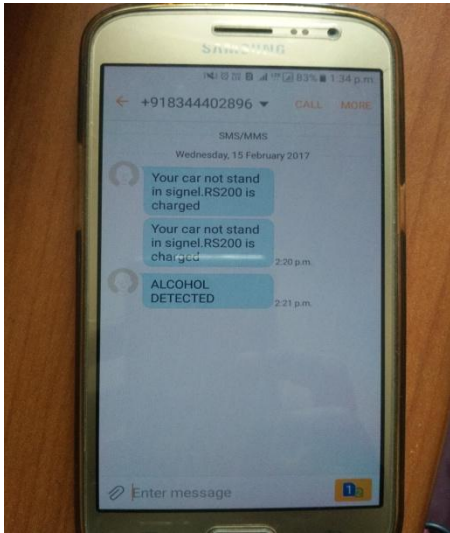 SAMSUNG
83% 1:34 p.m.
+918344402896 CALL MORE
SMS/MMS
Wednesday, 15 February 2017
Your car not stand
in signel.RS200 is
charged
Your car not stand
in signel.RS200 is
charged
2:20 p.m.
ALCOHOL
DETECTED
2:21 p.m.
Enter message
1